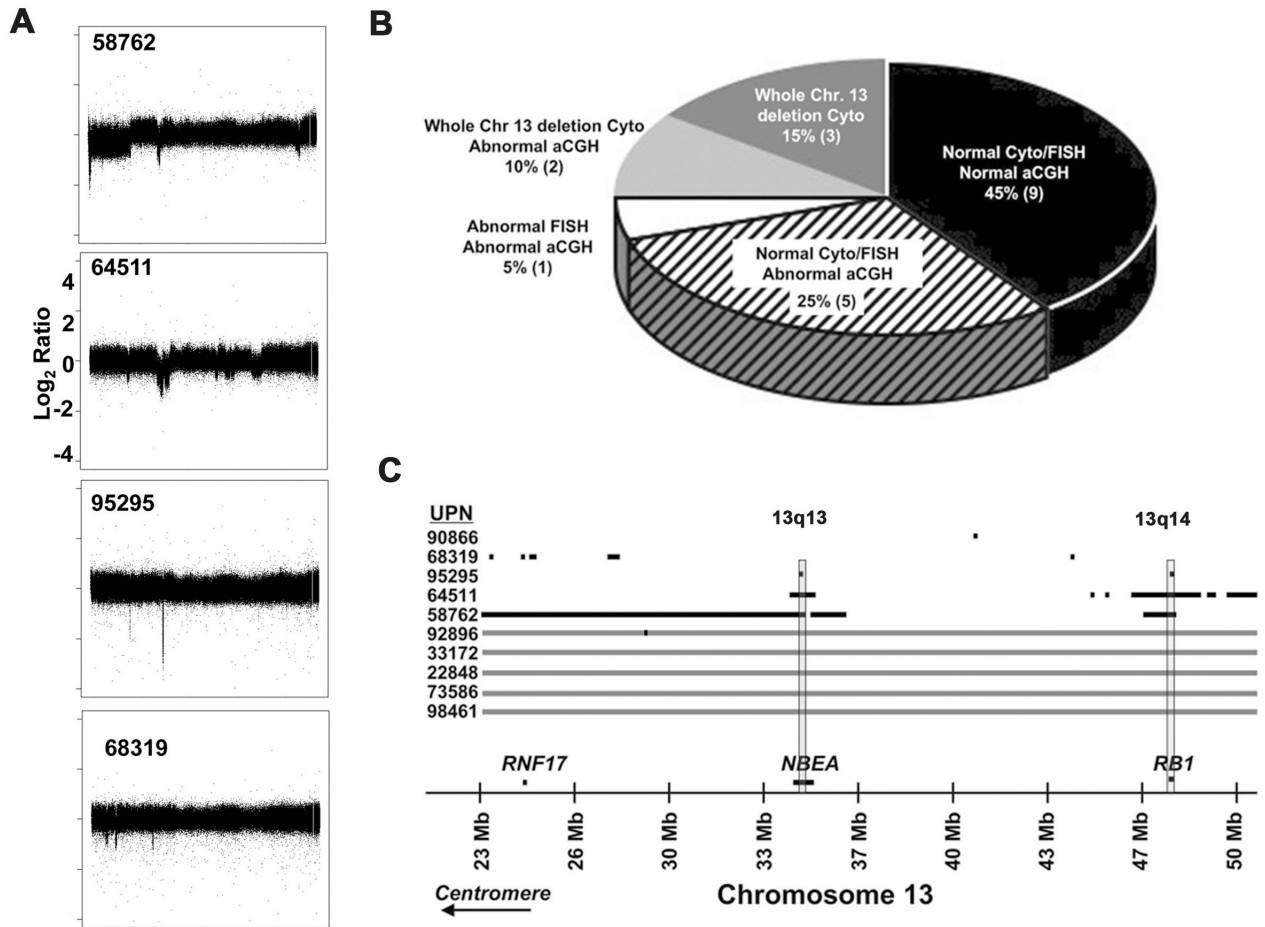 A
58762
64511
4
2
0
-2
-4
Log2 Ratio
95295
68319
B
Whole Chr. 13
deletion Cyto
15% (3)
Whole Chr 13 deletion Cyto
Abnormal aCGH
10% (2)
Normal Cyto/FISH
Normal aCGH
45% (9)
Abnormal FISH
Abnormal aCGH
5% (1)
Normal Cyto/FISH
Abnormal aCGH
25% (5)
C
UPN
13q13
13q14
90866
68319
95295
64511
58762
92896
33172
22848
73586
98461
RNF17
NBEA
RB1
23 Mb
26 Mb
30 Mb
33 Mb
37 Mb
40 Mb
43 Mb
47 Mb
50 Mb
Centromere
Chromosome 13